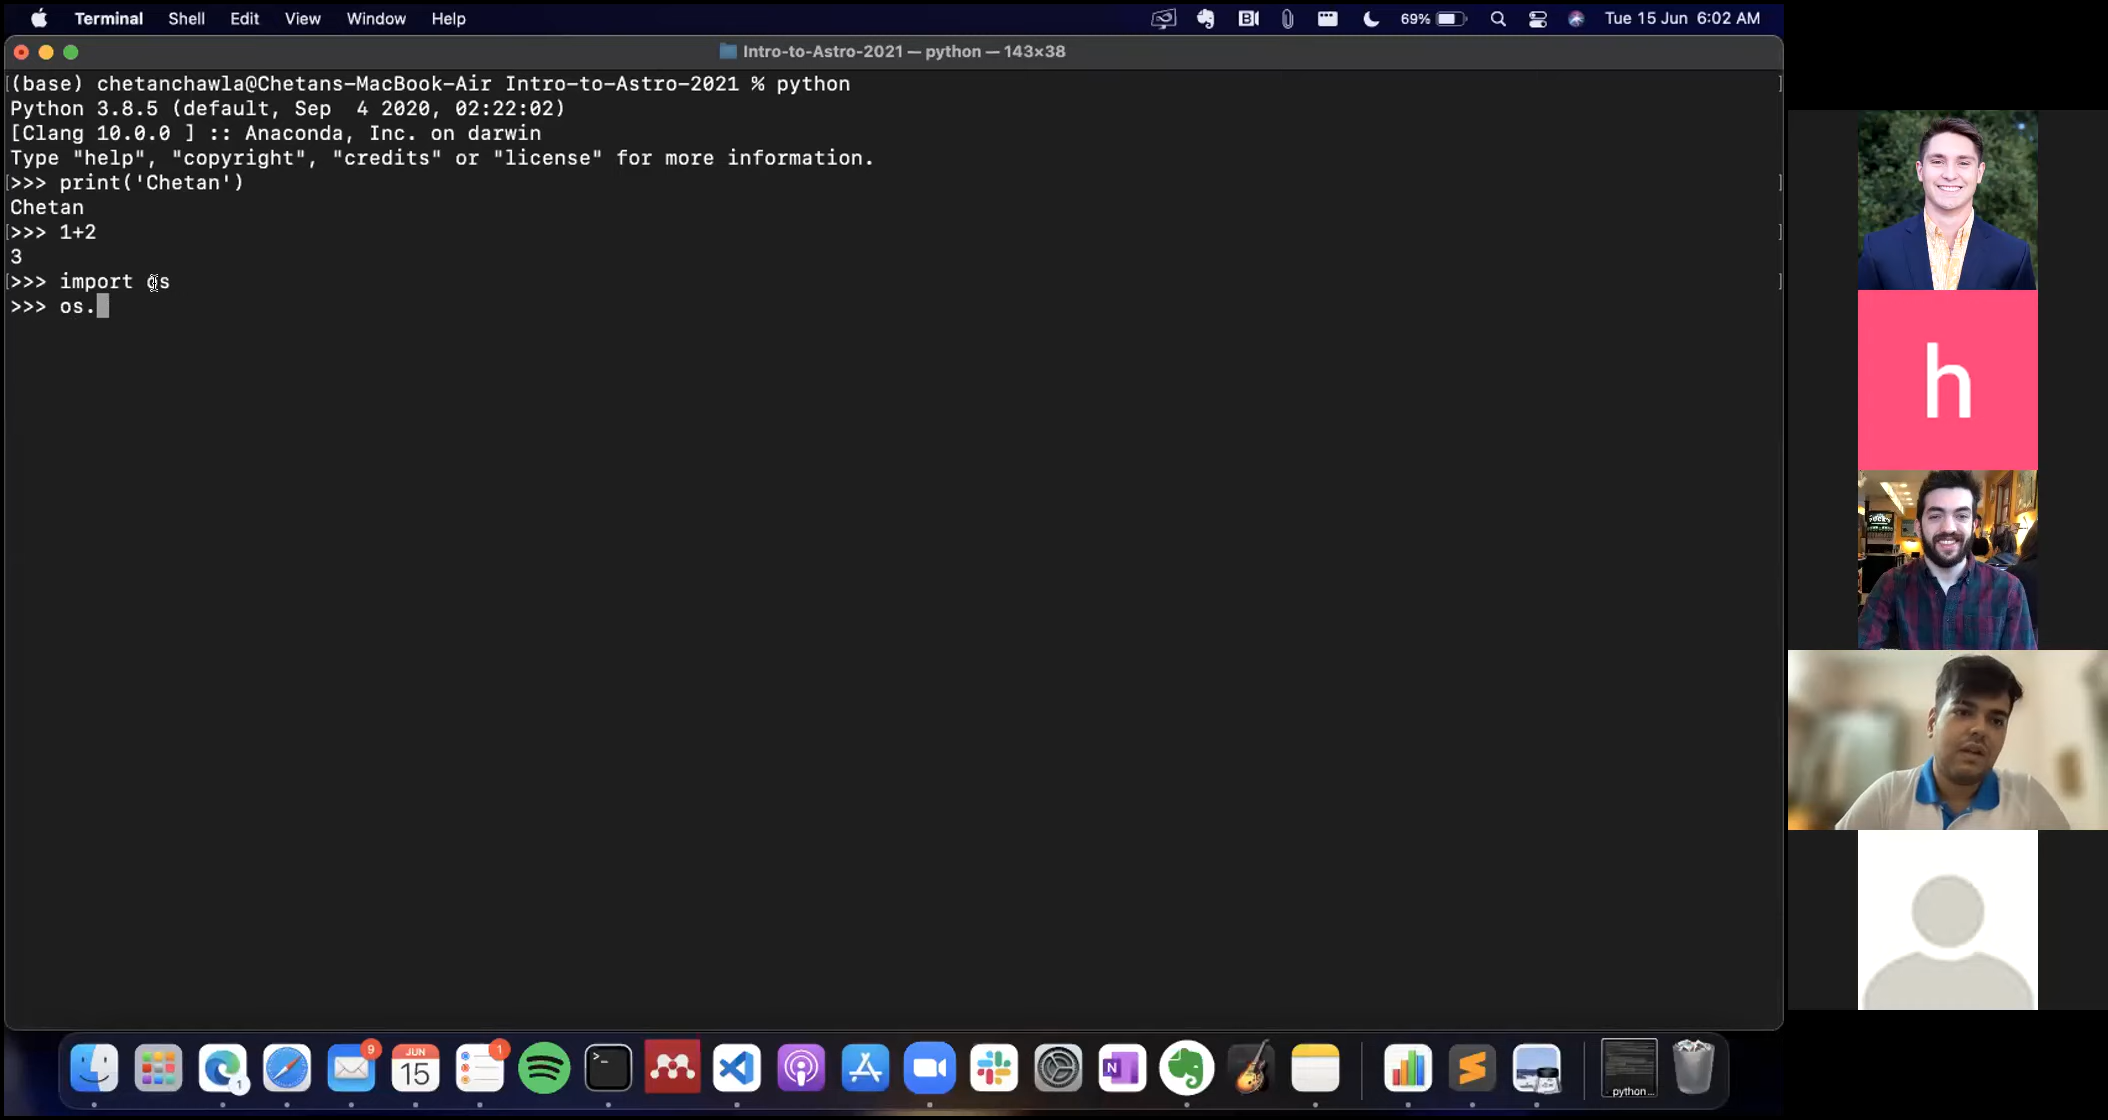 Terminal Shell Edit View Window Help 69% Tue 15 Jun 6:02 AM
Intro-to-Astro-2021 — python — 143×38
(base) chetanchawla@Chetans-MacBook-Air Intro-to-Astro-2021 % python
Python 3.8.5 (default, Sep  4 2020, 02:22:02)
[Clang 10.0.0 ] :: Anaconda, Inc. on darwin
Type "help", "copyright", "credits" or "license" for more information.
>>> print('Chetan')
Chetan
>>> 1+2
3
>>> import os
>>> os.
h
9
JUN
15
1
1
N
python...